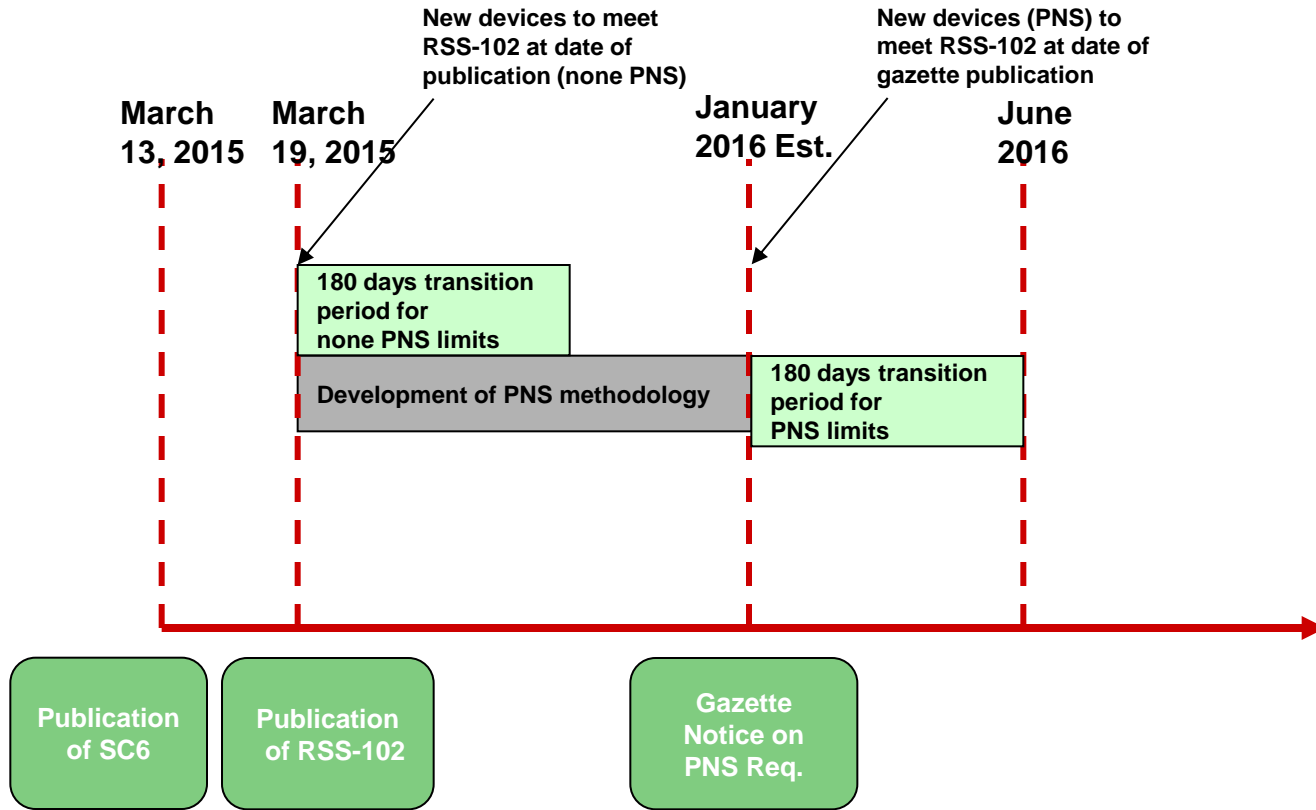 New devices to meet
RSS-102 at date of
publication (none PNS)
New devices (PNS) to
meet RSS-102 at date of
gazette publication
March
13, 2015
March
19, 2015
January
2016 Est.
June
2016
180 days transition
period for
none PNS limits
Development of PNS methodology
180 days transition
period for
PNS limits
Publication
of SC6
Publication
of RSS-102
Gazette
Notice on
PNS Req.